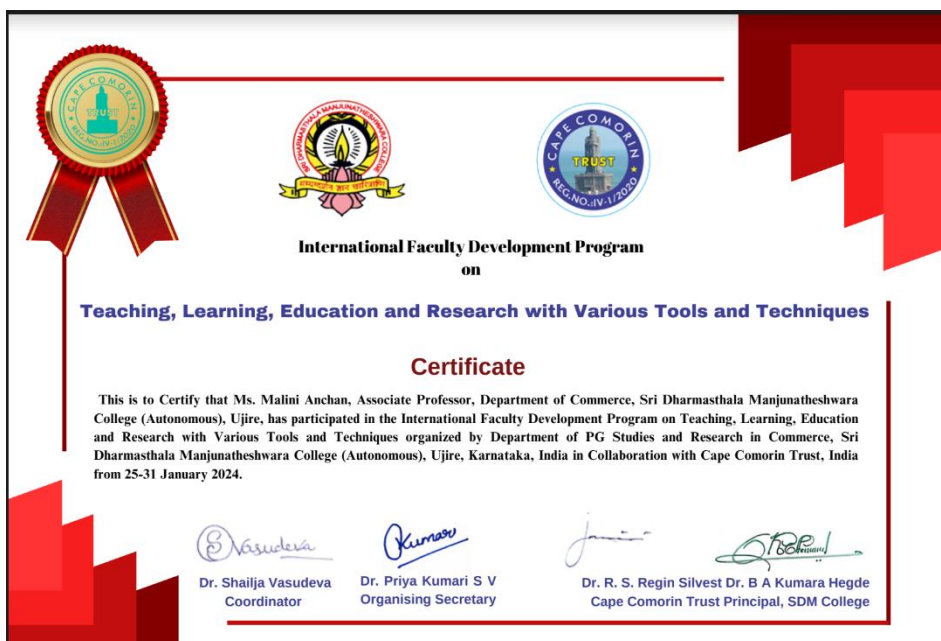 CAPE COMORIN
TRUST
REG.NO.:IV-1/2020
SRI DHARMASTHALA MANJUNATHESHWARA COLLEGE
सम्यग्दर्शन ज्ञान चारित्राणि
CAPE COMORIN
TRUST
REG.NO.:IV-1/2020
International Faculty Development Program
on
Teaching, Learning, Education and Research with Various Tools and Techniques
Certificate
This is to Certify that Ms. Malini Anchan, Associate Professor, Department of Commerce, Sri Dharmasthala Manjunatheshwara
College (Autonomous), Ujire, has participated in the International Faculty Development Program on Teaching, Learning, Education
and Research with Various Tools and Techniques organized by Department of PG Studies and Research in Commerce, Sri
Dharmasthala Manjunatheshwara College (Autonomous), Ujire, Karnataka, India in Collaboration with Cape Comorin Trust, India
from 25-31 January 2024.
SVasudeva
PKumari
Dr. Shailja Vasudeva
Coordinator
Dr. Priya Kumari S V
Organising Secretary
Dr. R. S. Regin Silvest Dr. B A Kumara Hegde
Cape Comorin Trust Principal, SDM College